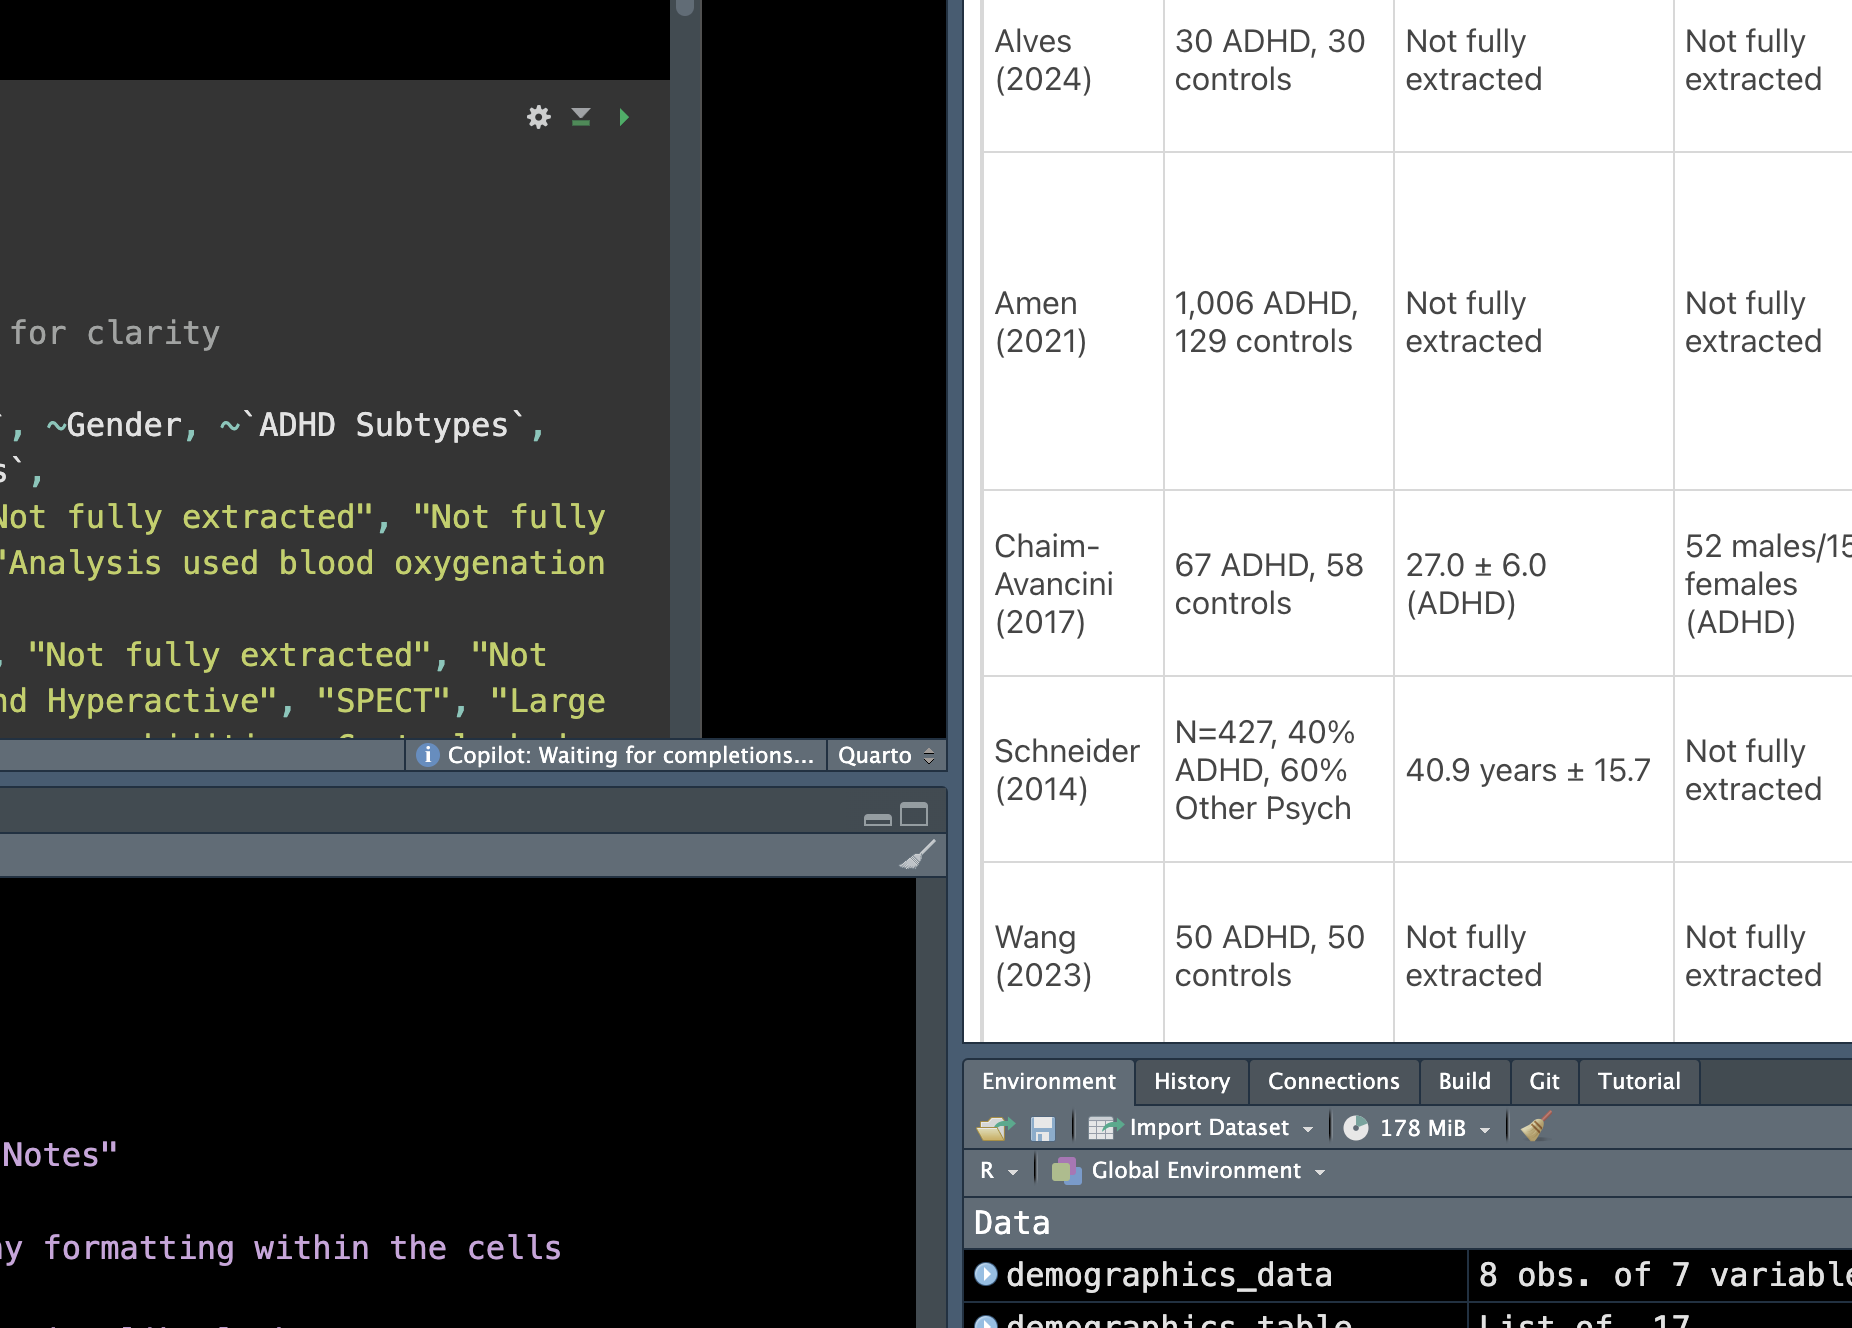 for clarity
`, ~Gender, ~`ADHD Subtypes`,
s`,
Not fully extracted", "Not fully
"Analysis used blood oxygenation
, "Not fully extracted", "Not
nd Hyperactive", "SPECT", "Large
Copilot: Waiting for completions...
Quarto
Notes"
ny formatting within the cells
Alves (2024)
30 ADHD, 30 controls
Not fully extracted
Not fully extracted
Amen (2021)
1,006 ADHD, 129 controls
Not fully extracted
Not fully extracted
Chaim-Avancini (2017)
67 ADHD, 58 controls
27.0 ± 6.0 (ADHD)
52 males/15 females (ADHD)
Schneider (2014)
N=427, 40% ADHD, 60% Other Psych
40.9 years ± 15.7
Not fully extracted
Wang (2023)
50 ADHD, 50 controls
Not fully extracted
Not fully extracted
Environment History Connections Build Git Tutorial
Import Dataset 178 MiB
R Global Environment
Data
demographics_data 8 obs. of 7 variable
demographics_table List of 17